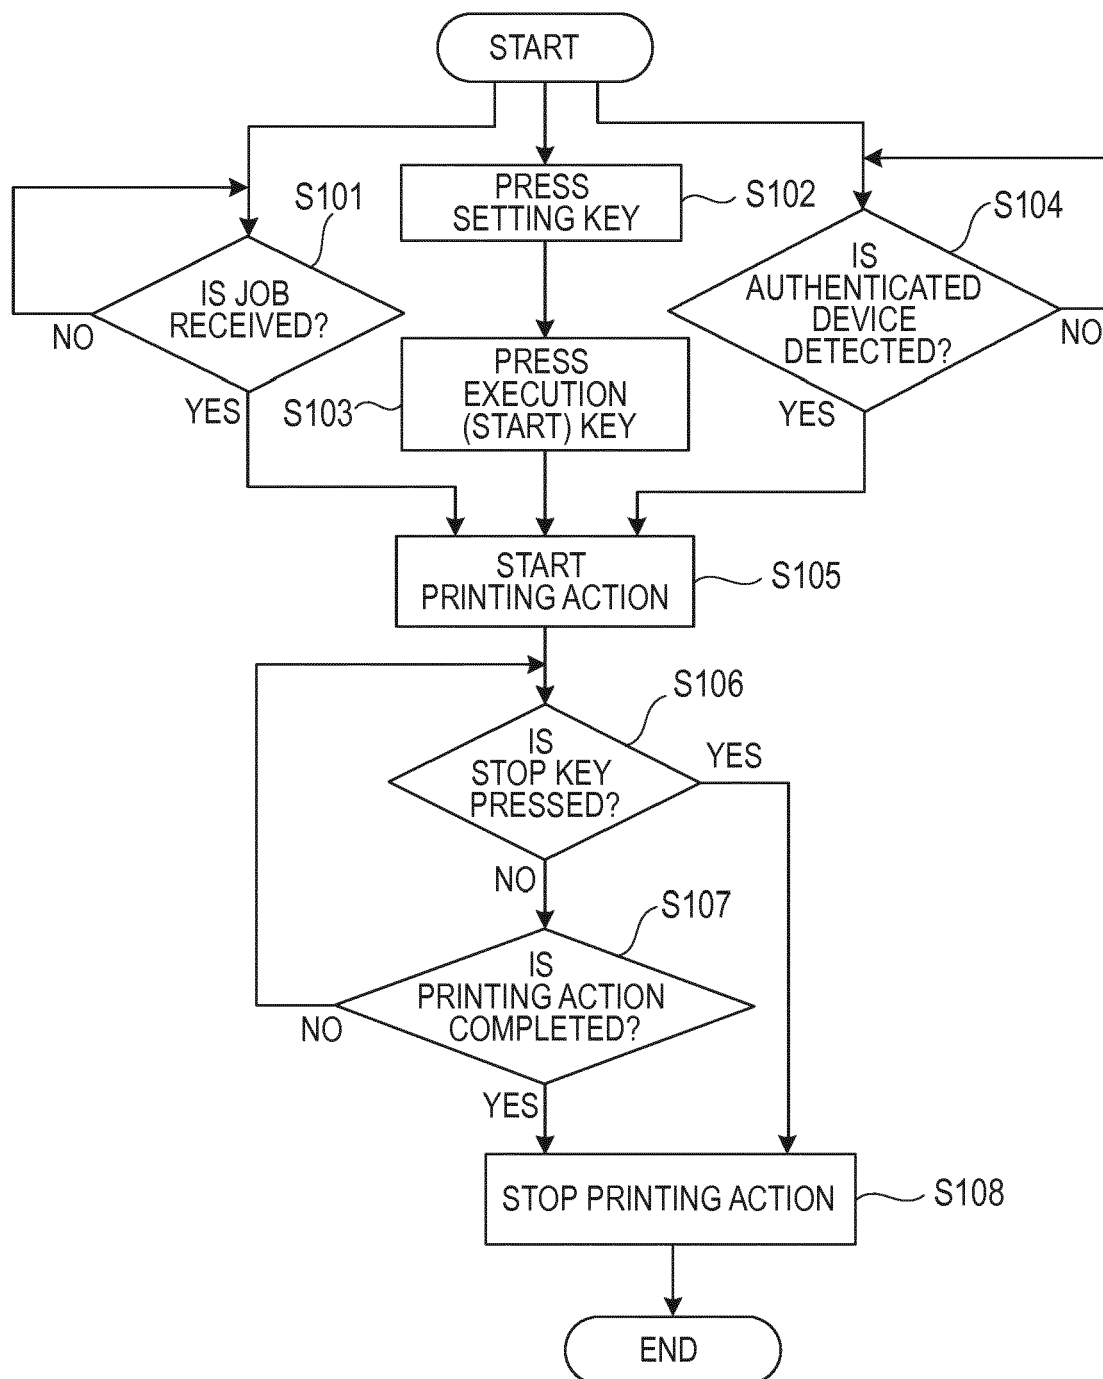 START
S101
PRESS
SETTING KEY
S102
S104
IS JOB
RECEIVED?
NO
YES
IS
AUTHENTICATED
DEVICE
DETECTED?
NO
YES
S103
PRESS
EXECUTION
(START) KEY
START
PRINTING ACTION
S105
S106
IS
STOP KEY
PRESSED?
YES
NO
S107
IS
PRINTING ACTION
COMPLETED?
NO
YES
STOP PRINTING ACTION
S108
END